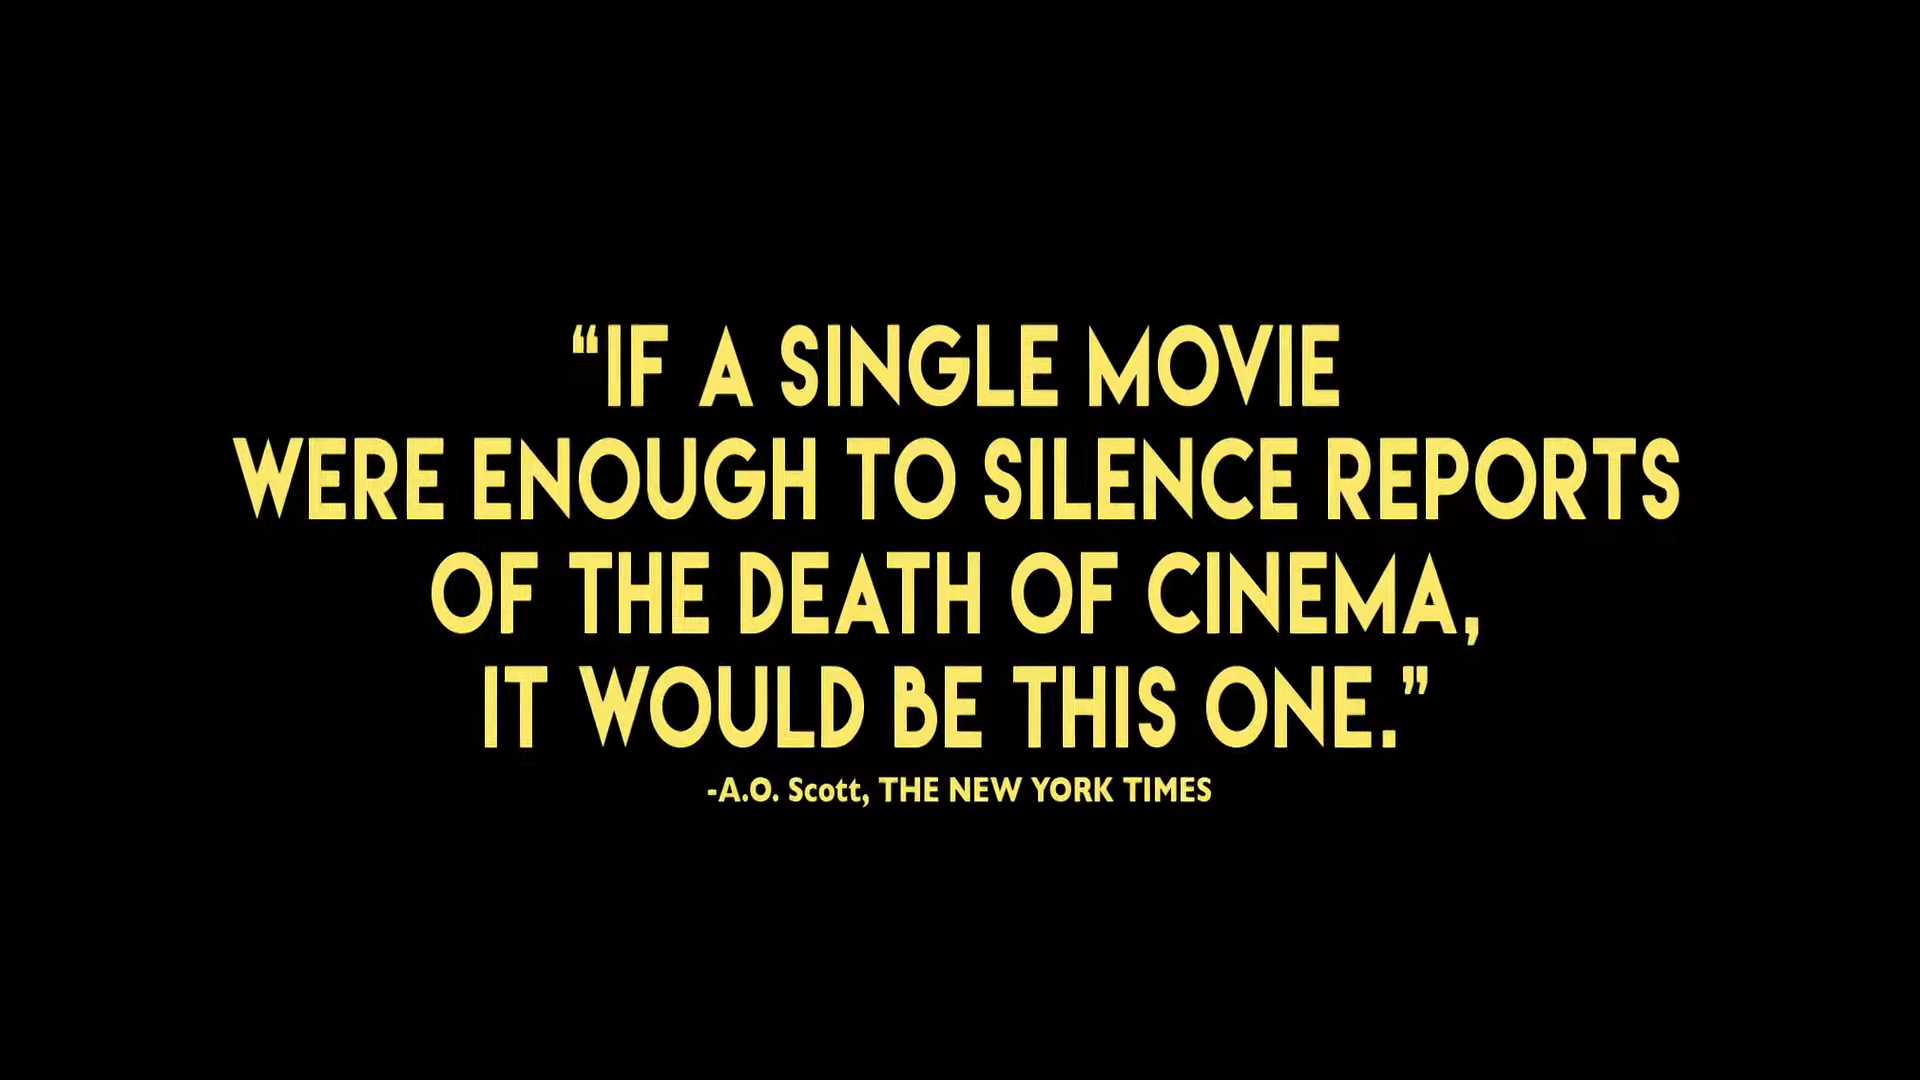 “IF A SINGLE MOVIE
WERE ENOUGH TO SILENCE REPORTS
OF THE DEATH OF CINEMA,
IT WOULD BE THIS ONE.”
-A.O. Scott, THE NEW YORK TIMES